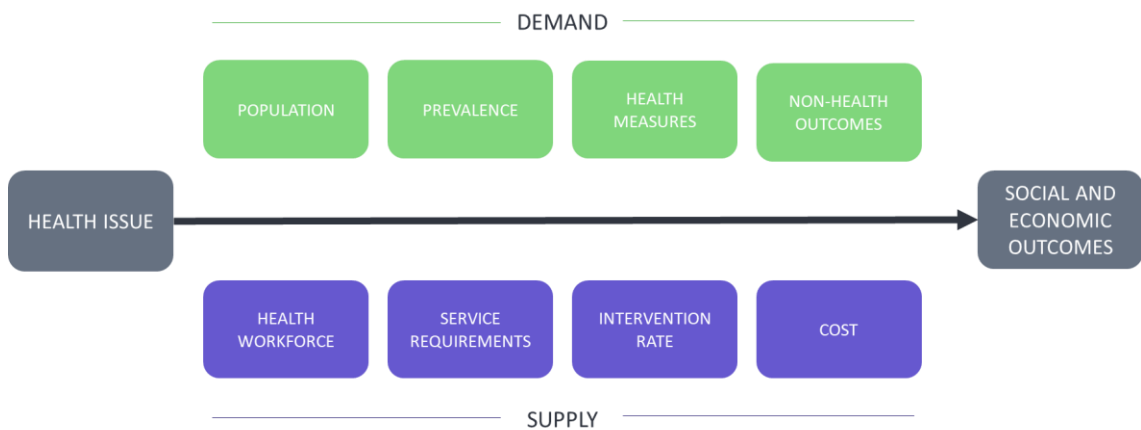 DEMAND
POPULATION
PREVALENCE
HEALTH
MEASURES
NON-HEALTH
OUTCOMES
HEALTH ISSUE
SOCIAL AND
ECONOMIC
OUTCOMES
HEALTH
WORKFORCE
SERVICE
REQUIREMENTS
INTERVENTION
RATE
COST
SUPPLY